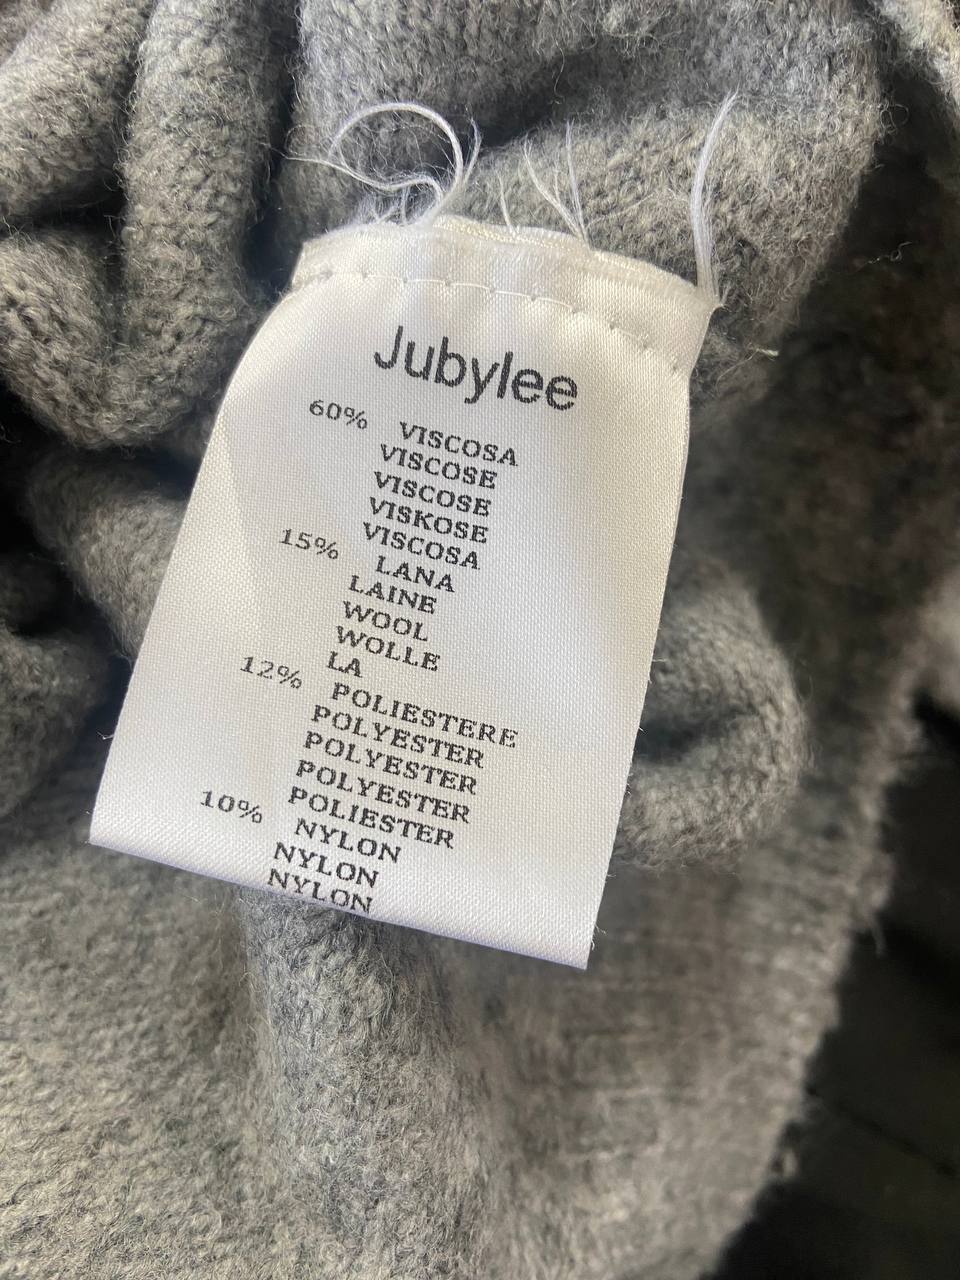 Jubylee
60% VISCOSA
VISCOSE
VISCOSE
VISKOSE
VISCOSA
15% LANA
LAINE
WOOL
WOLLE
LA
12% POLIESTERE
POLYESTER
POLYESTER
POLYESTER
POLIESTER
10% NYLON
NYLON
NYLON